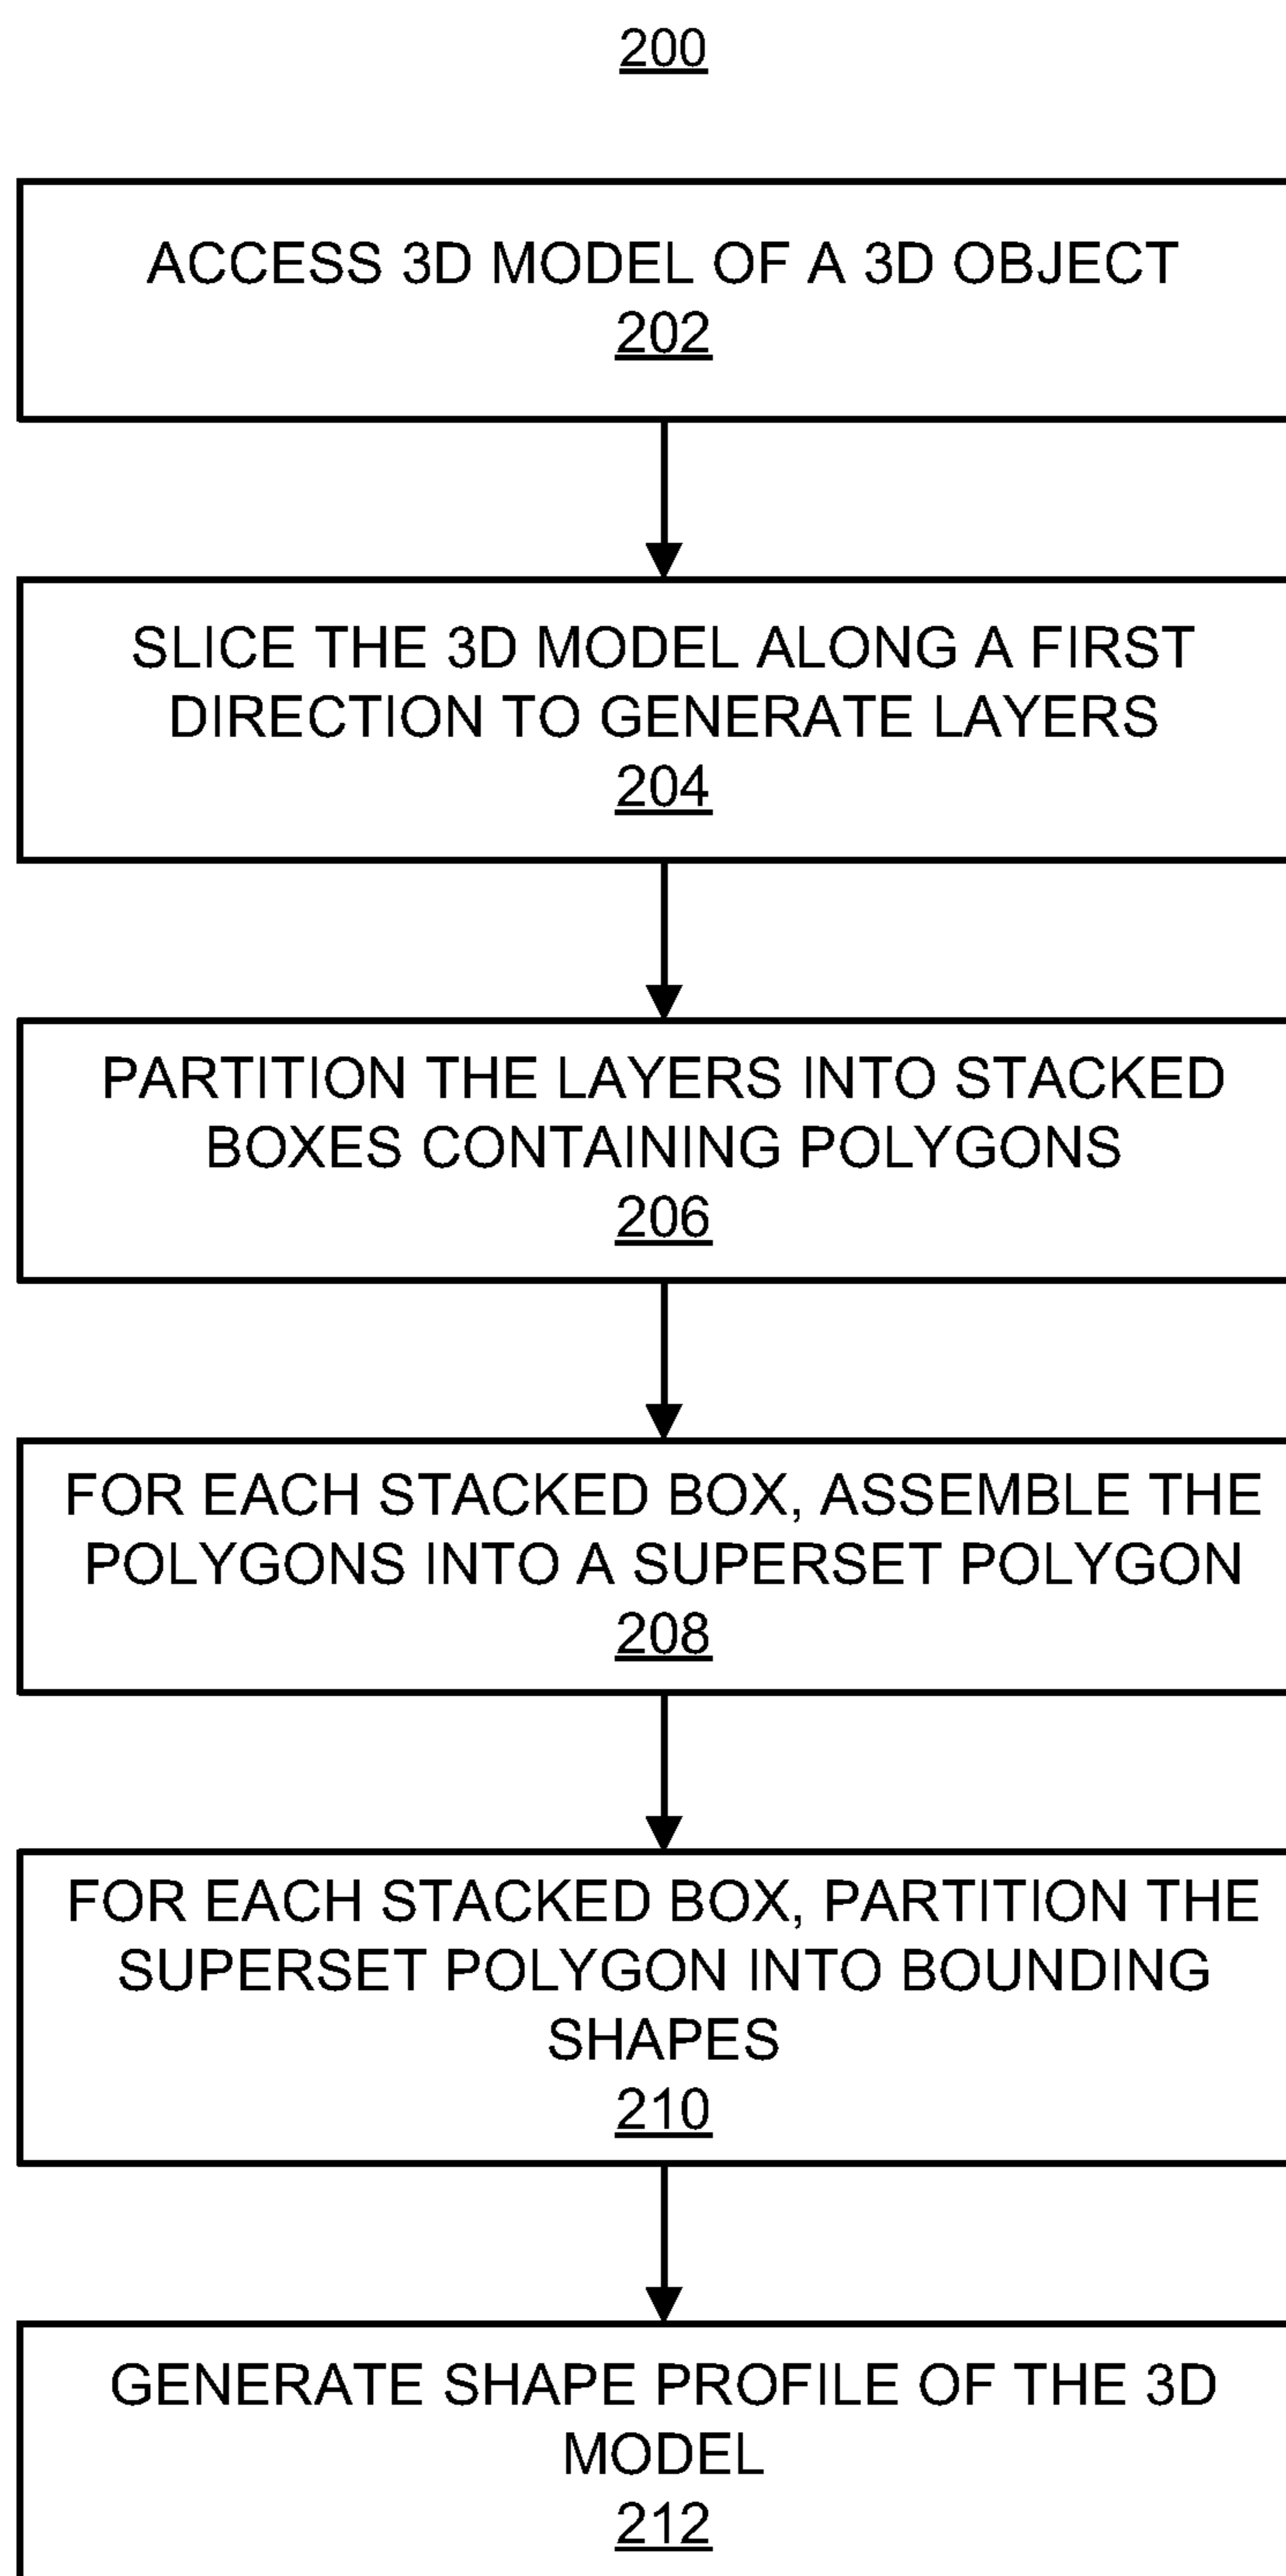 200
ACCESS 3D MODEL OF A 3D OBJECT
202
SLICE THE 3D MODEL ALONG A FIRST
DIRECTION TO GENERATE LAYERS
204
PARTITION THE LAYERS INTO STACKED
BOXES CONTAINING POLYGONS
206
FOR EACH STACKED BOX, ASSEMBLE THE
POLYGONS INTO A SUPERSET POLYGON
208
FOR EACH STACKED BOX, PARTITION THE
SUPERSET POLYGON INTO BOUNDING
SHAPES
210
GENERATE SHAPE PROFILE OF THE 3D
MODEL
212